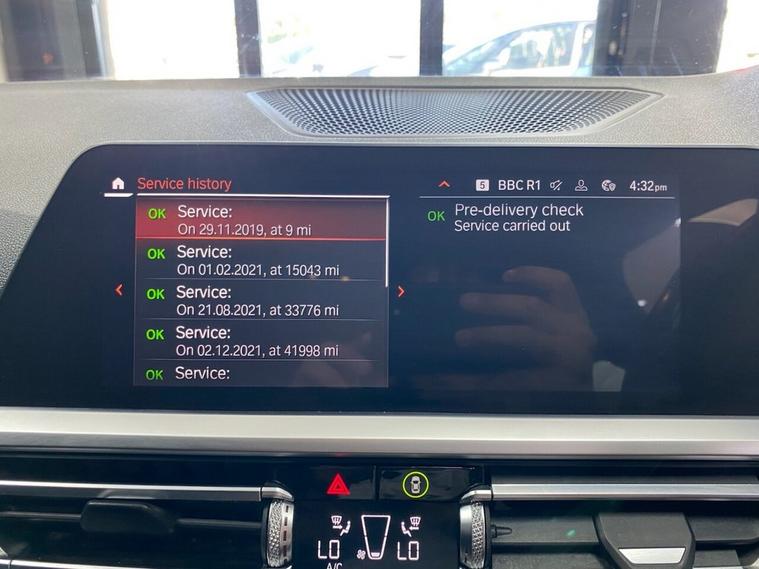 Service history
5 BBC R1 4:32pm
OK Service:
On 29.11.2019, at 9 mi
OK Service:
On 01.02.2021, at 15043 mi
OK Service:
On 21.08.2021, at 33776 mi
OK Service:
On 02.12.2021, at 41998 mi
OK Service:
OK Pre-delivery check
Service carried out
LO LO
A/C